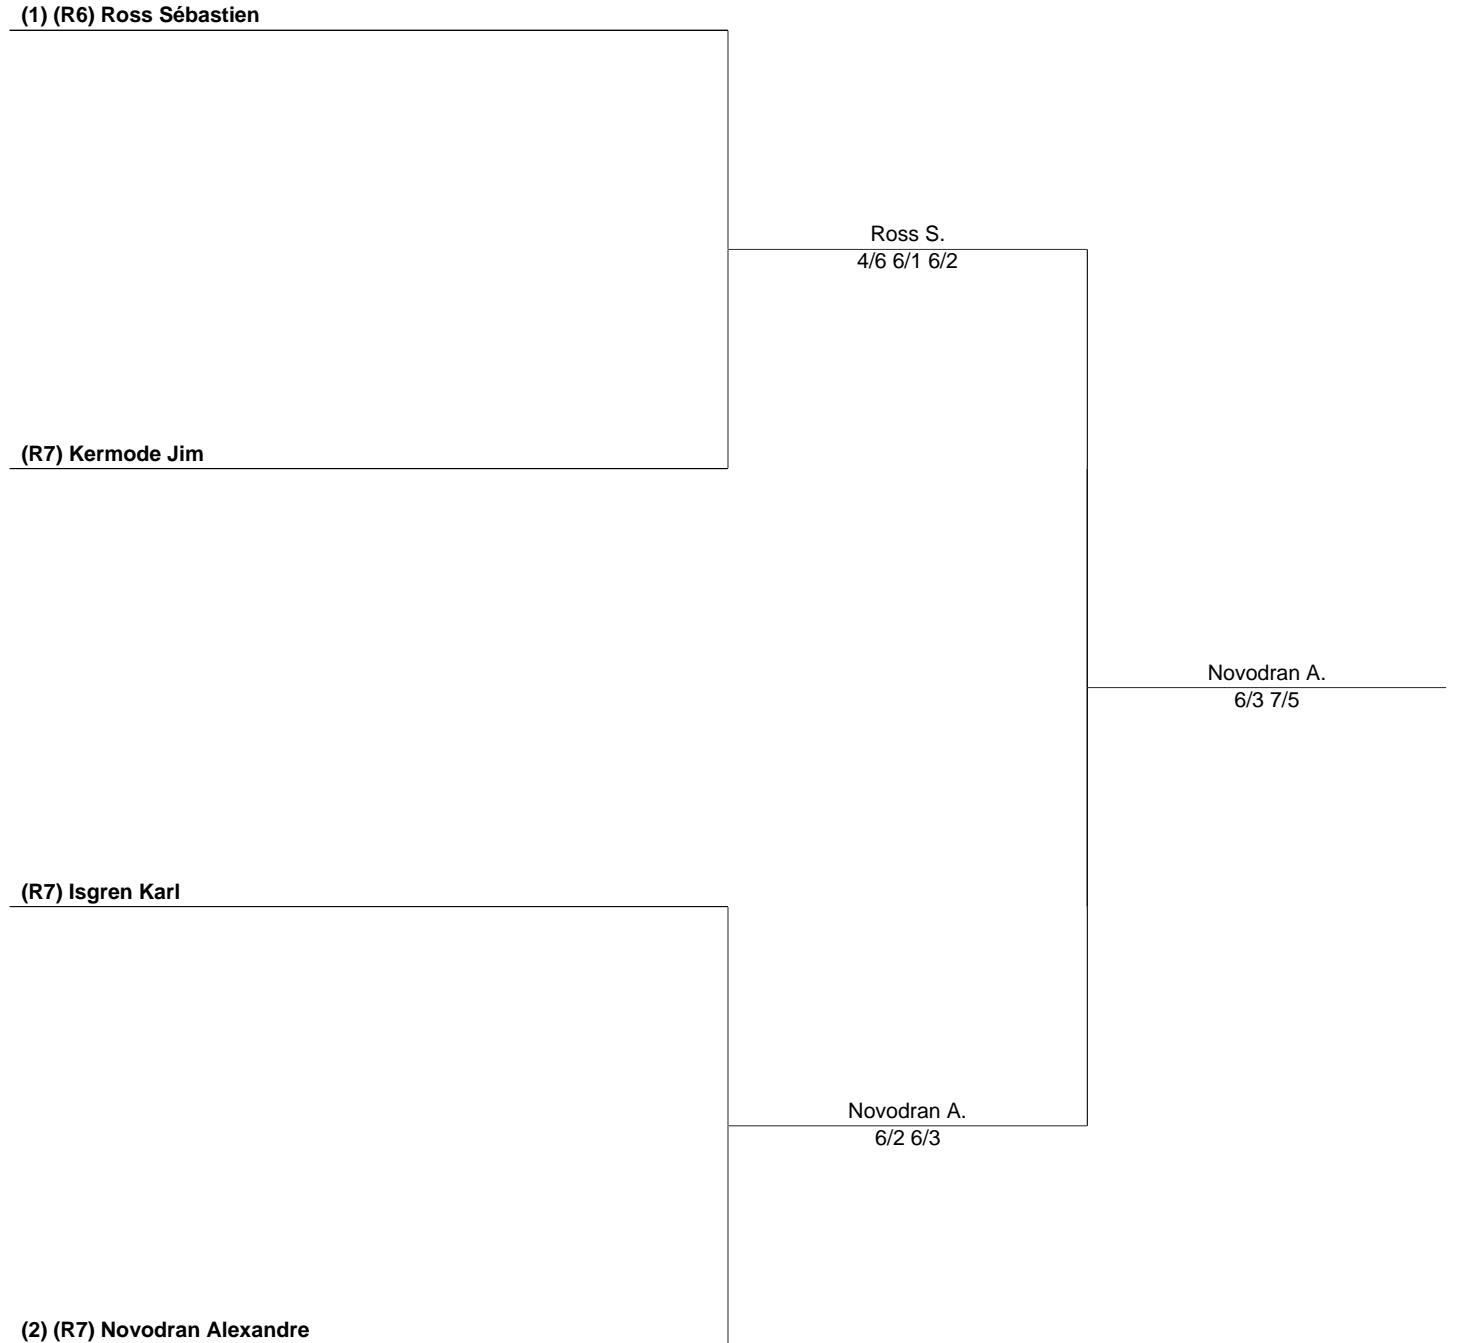 (1) (R6) Ross Sébastien
Ross S.
4/6 6/1 6/2
(R7) Kermode Jim
Novodran A.
6/3 7/5
(R7) Isgren Karl
Novodran A.
6/2 6/3
(2) (R7) Novodran Alexandre